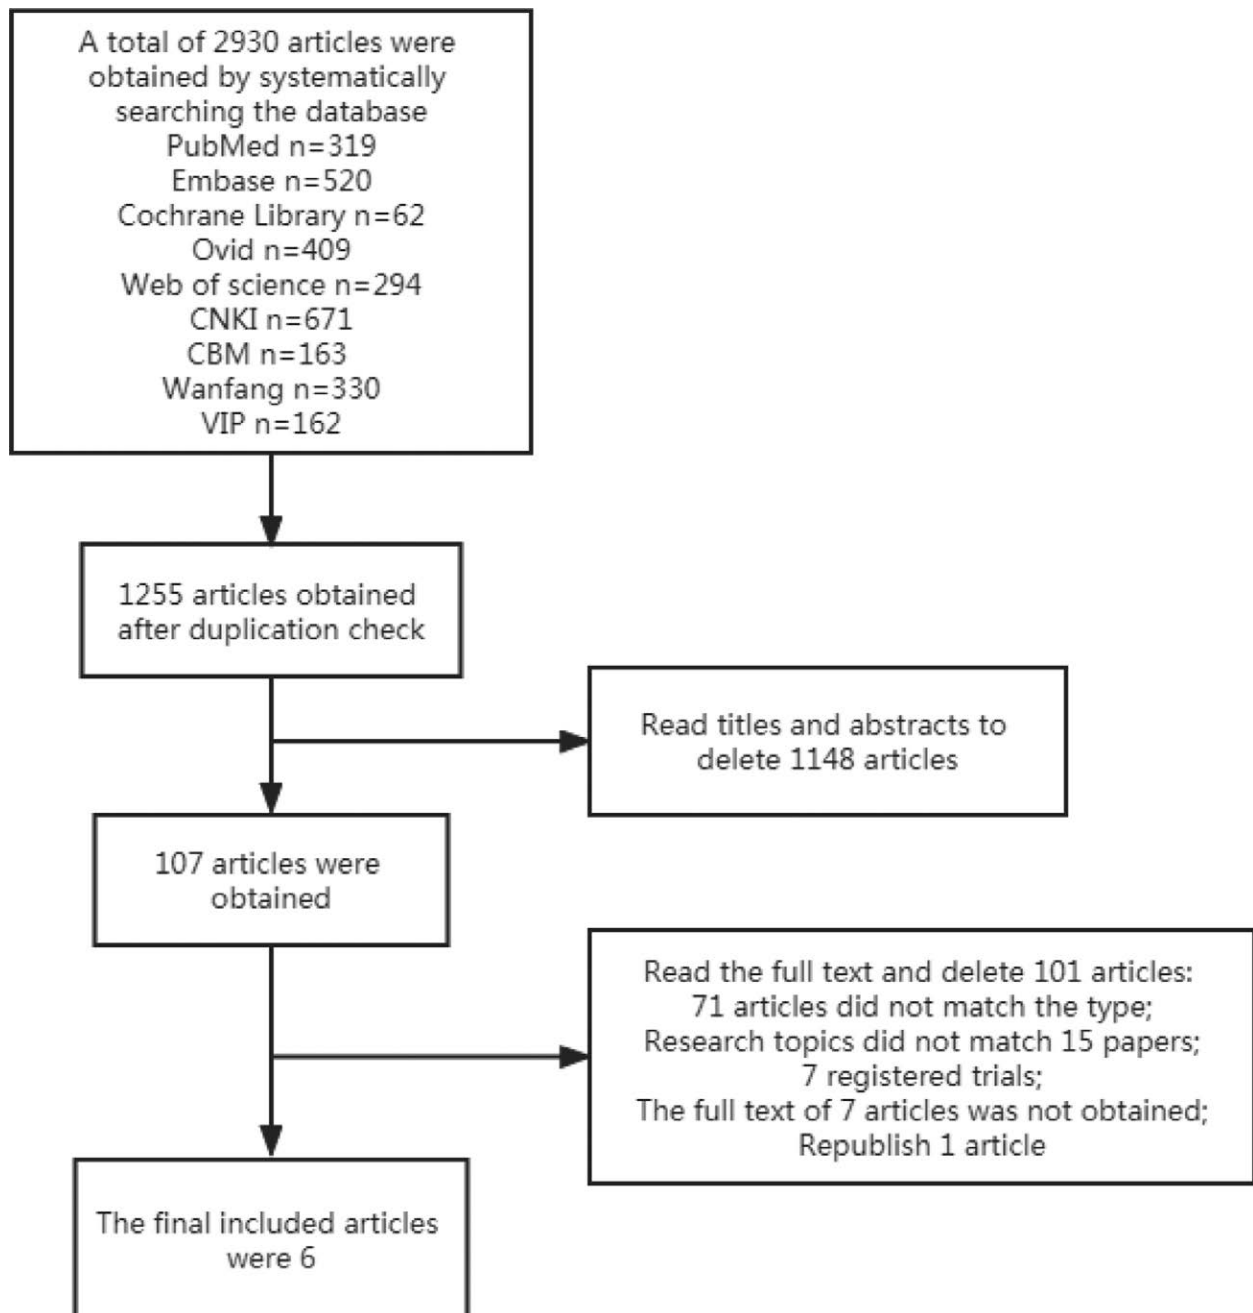 A total of 2930 articles were
obtained by systematically
searching the database
PubMed n=319
Embase n=520
Cochrane Library n=62
Ovid n=409
Web of science n=294
CNKI n=671
CBM n=163
Wanfang n=330
VIP n=162
1255 articles obtained
after duplication check
Read titles and abstracts to
delete 1148 articles
107 articles were
obtained
Read the full text and delete 101 articles:
71 articles did not match the type;
Research topics did not match 15 papers;
7 registered trials;
The full text of 7 articles was not obtained;
Republish 1 article
The final included articles
were 6